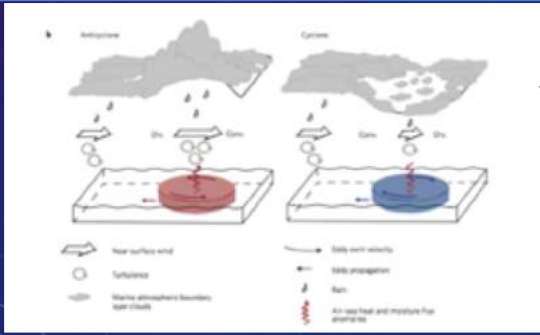 b Anticyclone Cyclone
Div. Conv. Conv. Div.
Near surface wind
Turbulence
Marine atmospheric boundary
layer clouds
Eddy swirl velocity
Eddy propagation
Rain
Air-sea heat and moisture flux
anomalies